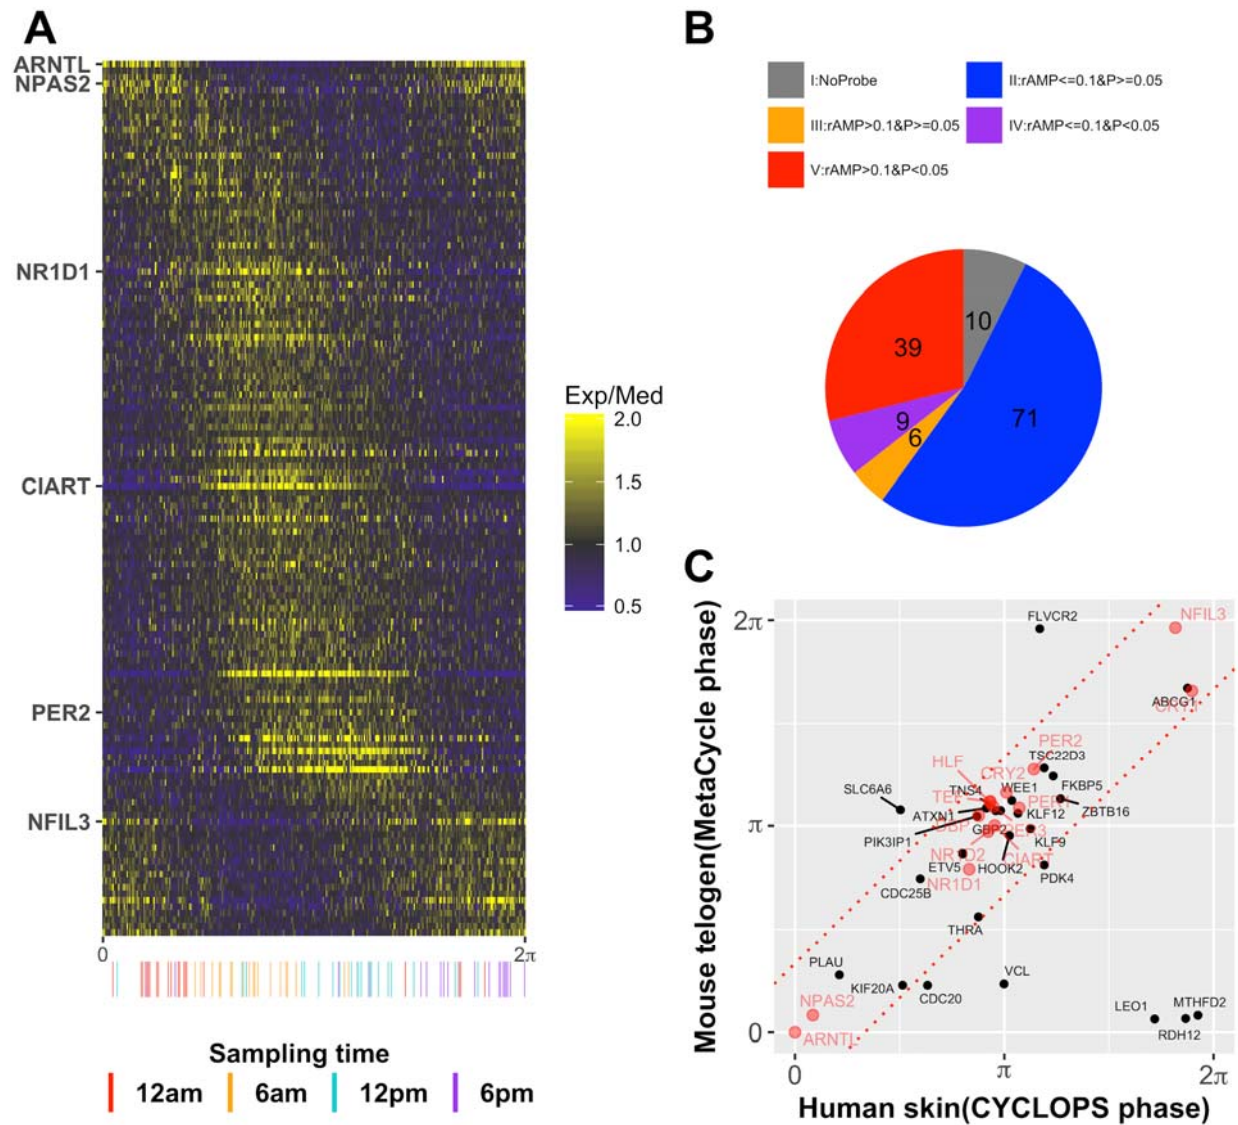 A
ARNTL
NPAS2
NR1D1
CIART
PER2
NFIL3
0
2π
Exp/Med
2.0
1.5
1.0
0.5
Sampling time
12am
6am
12pm
6pm
B
I:NoProbe
II:rAMP<=0.1&P>=0.05
III:rAMP>0.1&P>=0.05
IV:rAMP<=0.1&P<0.05
V:rAMP>0.1&P<0.05
10
39
9
6
71
C
Mouse telogen(MetaCycle phase)
2π
π
0
FLVCR2
NFIL3
ABCG1
PER2
TSC22D3
HLF
CRY2
FKBP5
SLC6A6
TNS4
WEE1
ZBTB16
ATXN1
KLF12
PIK3IP1
GBP2
KLF9
NR1D2
CIART
ETV5
HOOK2
PDK4
CDC25B
NR1D1
THRA
PLAU
KIF20A
CDC20
VCL
NPAS2
ARNTL
LEO1
MTHFD2
RDH12
0
π
2π
Human skin(CYCLOPS phase)